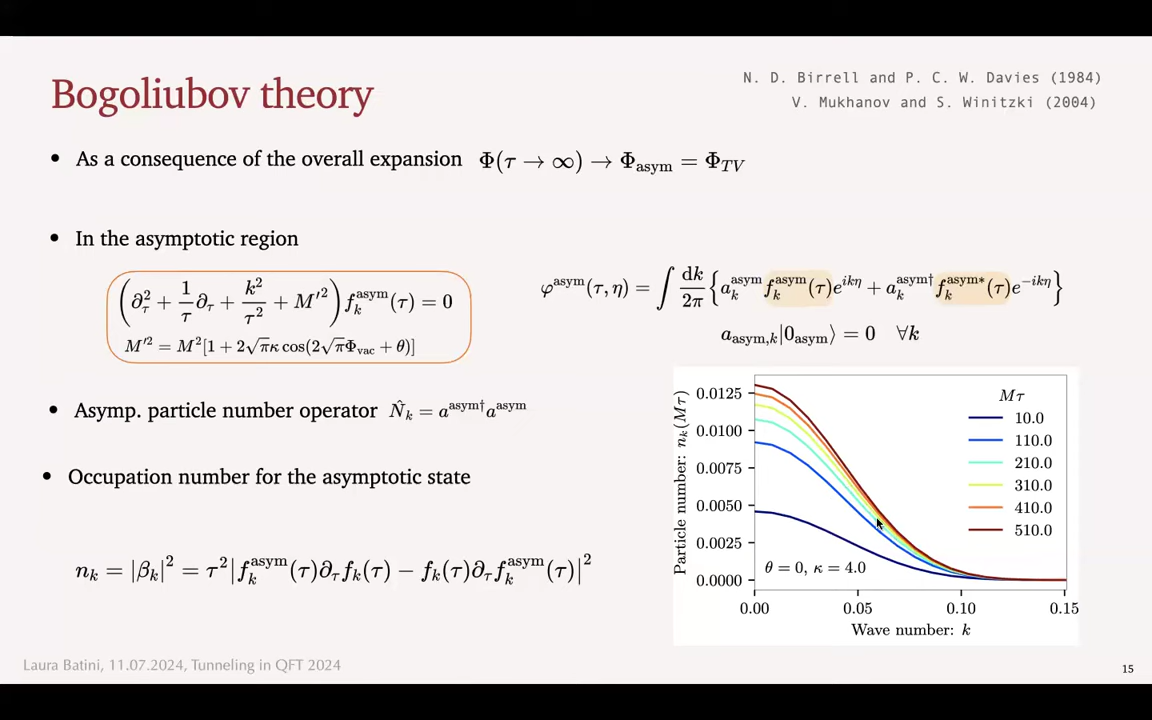 Bogoliubov theory
N. D. Birrell and P. C. W. Davies (1984)
V. Mukhanov and S. Winitzki (2004)
• As a consequence of the overall expansion Φ(τ → ∞) → Φ_asym = Φ_TV
• In the asymptotic region
(∂_τ^2 + 1/τ ∂_τ + k^2/τ^2 + M'^2) f_k^asym(τ) = 0
M'^2 = M^2[1 + 2√π κ cos(2√π Φ_vac + θ)]
φ^asym(τ, η) = ∫ dk/2π {a_k^asym f_k^asym(τ)e^{ikη} + a_k^asym† f_k^asym*(τ)e^{-ikη}}
a_asym,k|0_asym⟩ = 0 ∀k
• Asymp. particle number operator N̂_k = a^asym† a^asym
• Occupation number for the asymptotic state
n_k = |β_k|^2 = τ^2|f_k^asym(τ)∂_τ f_k(τ) − f_k(τ)∂_τ f_k^asym(τ)|^2
Particle number: n_k(Mτ)
0.0125
0.0100
0.0075
0.0050
0.0025
0.0000
Mτ
10.0
110.0
210.0
310.0
410.0
510.0
θ = 0, κ = 4.0
0.00 0.05 0.10 0.15
Wave number: k
Laura Batini, 11.07.2024, Tunneling in QFT 2024
15